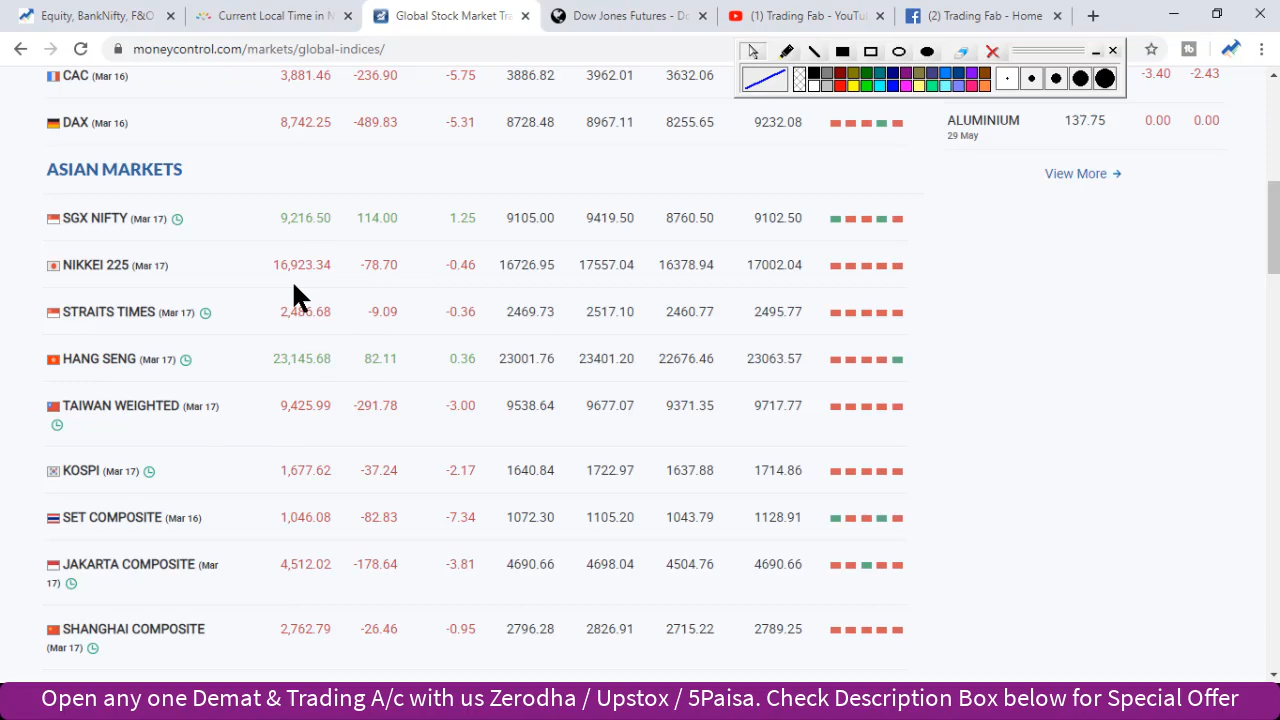 Equity, BankNifty, F&O
Current Local Time in N
Global Stock Market Tra
Dow Jones Futures - Do
(1) Trading Fab - YouTu
(2) Trading Fab - Home
moneycontrol.com/markets/global-indices/
CAC (Mar 16) 3,881.46 -236.90 -5.75 3886.82 3962.01 3632.06
-3.40 -2.43
DAX (Mar 16) 8,742.25 -489.83 -5.31 8728.48 8967.11 8255.65 9232.08
ALUMINIUM 137.75 0.00 0.00
29 May
View More →
ASIAN MARKETS
SGX NIFTY (Mar 17) 9,216.50 114.00 1.25 9105.00 9419.50 8760.50 9102.50
NIKKEI 225 (Mar 17) 16,923.34 -78.70 -0.46 16726.95 17557.04 16378.94 17002.04
STRAITS TIMES (Mar 17) 2,486.68 -9.09 -0.36 2469.73 2517.10 2460.77 2495.77
HANG SENG (Mar 17) 23,145.68 82.11 0.36 23001.76 23401.20 22676.46 23063.57
TAIWAN WEIGHTED (Mar 17) 9,425.99 -291.78 -3.00 9538.64 9677.07 9371.35 9717.77
KOSPI (Mar 17) 1,677.62 -37.24 -2.17 1640.84 1722.97 1637.88 1714.86
SET COMPOSITE (Mar 16) 1,046.08 -82.83 -7.34 1072.30 1105.20 1043.79 1128.91
JAKARTA COMPOSITE (Mar 4,512.02 -178.64 -3.81 4690.66 4698.04 4504.76 4690.66
17)
SHANGHAI COMPOSITE 2,762.79 -26.46 -0.95 2796.28 2826.91 2715.22 2789.25
(Mar 17)
Open any one Demat & Trading A/c with us Zerodha / Upstox / 5Paisa. Check Description Box below for Special Offer